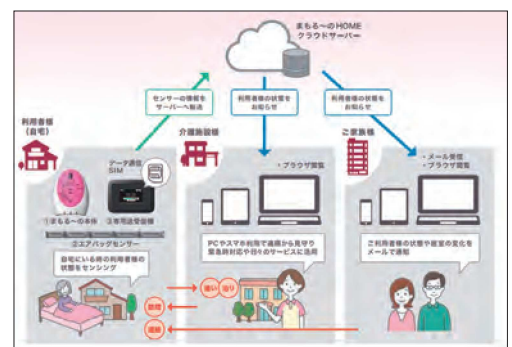 まもる~のHOME
クラウドサーバー
センサーの情報を
サーバーへ転送
利用者様の状態を
お知らせ
利用者様の状態を
お知らせ
利用者様
(自宅)
介護施設様
ご家族様
データ通信
SIM
・ブラウザ閲覧
・メール受信
・ブラウザ閲覧
①まもる~の本体
③専用送受信機
②エアバッグセンサー
自宅にいる時の利用者様の
状態をセンシング
PCやスマホ利用で遠隔から見守り
緊急時対応や日々のサービスに活用
ご利用者様の状態や居室の変化を
メールで通知
通い
泊り
訪問
連絡